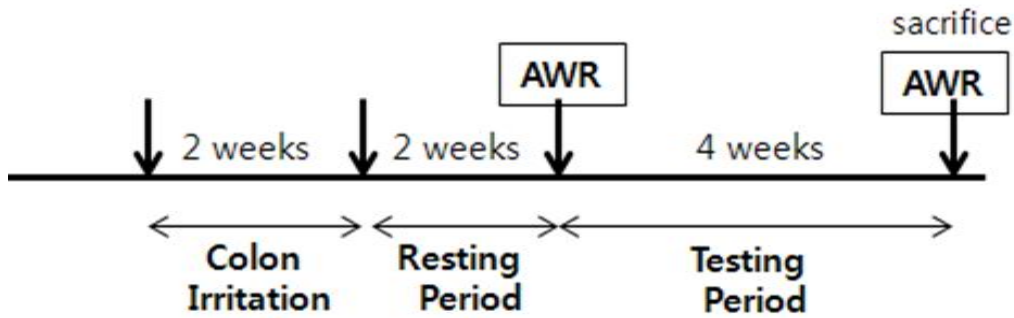 sacrifice
AWR
AWR
2 weeks
2 weeks
4 weeks
Colon
Irritation
Resting
Period
Testing
Period